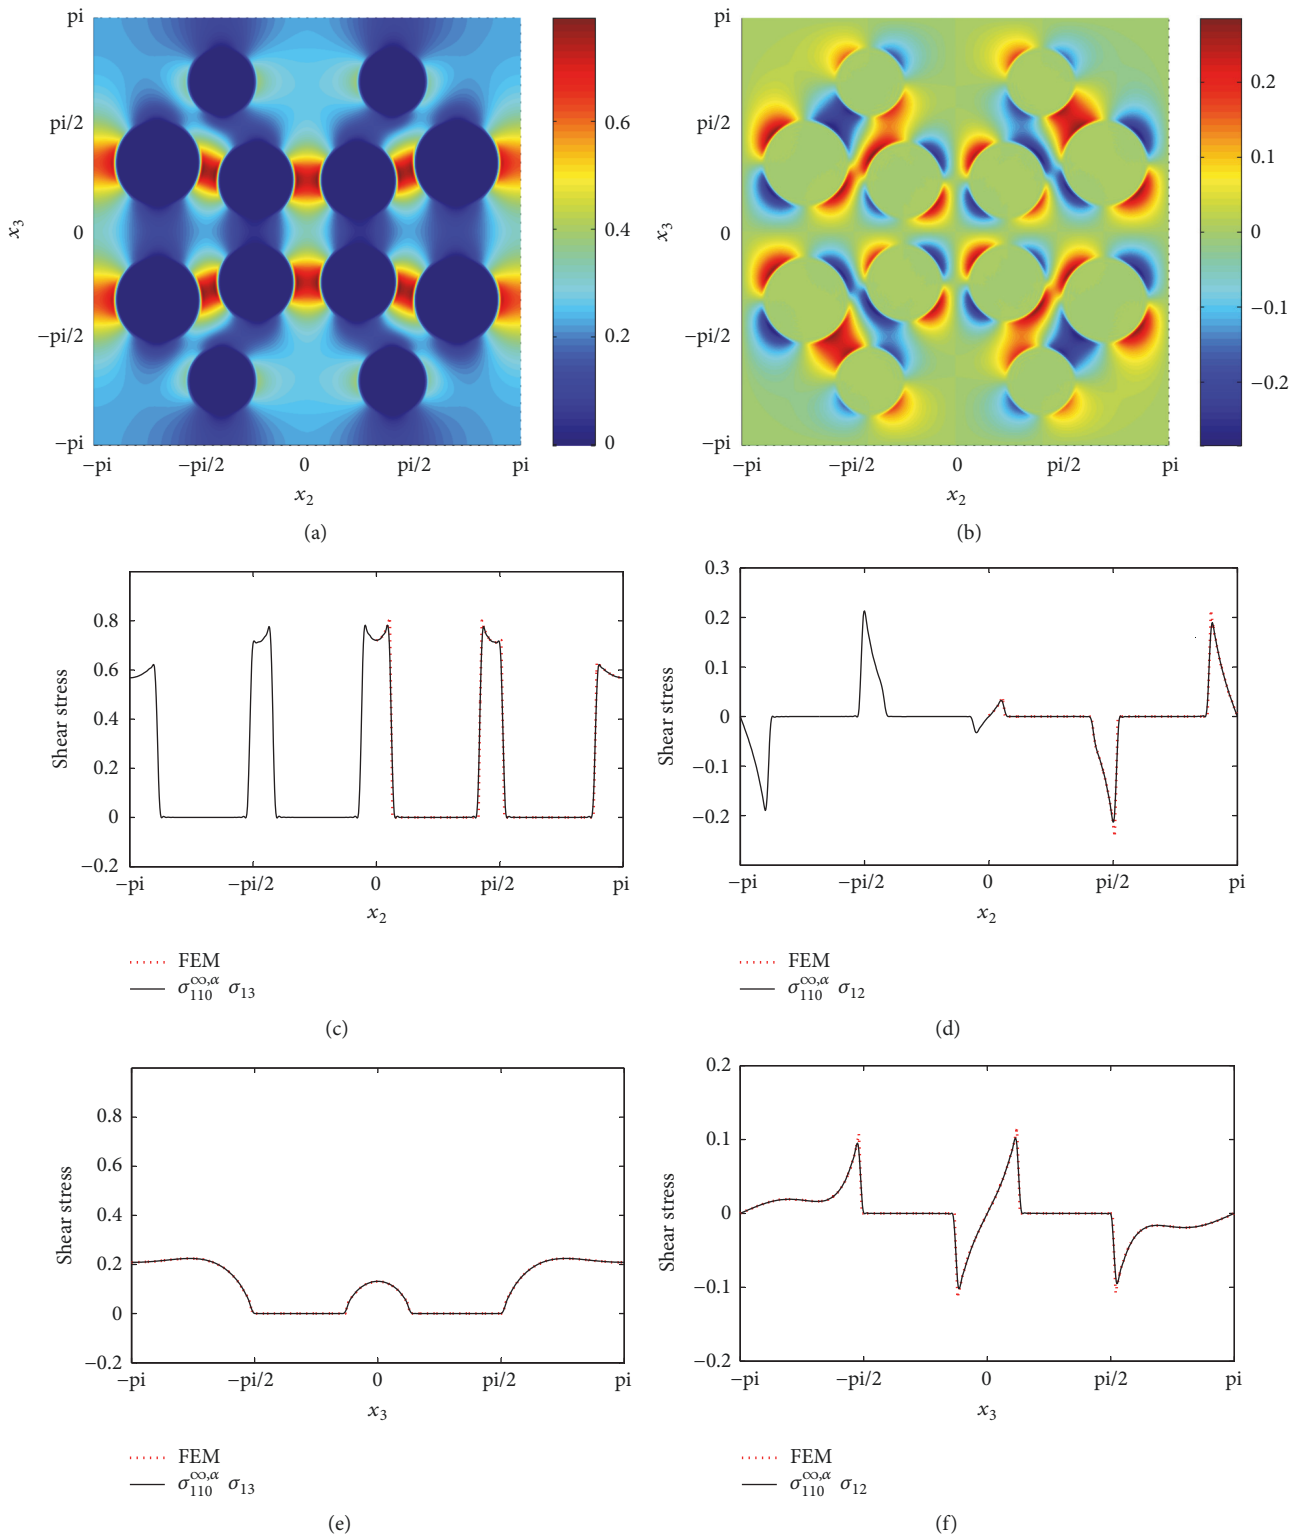 pi
pi/2
x3
0
−pi/2
−pi
−pi
−pi/2
0
pi/2
pi
x2
0.6
0.4
0.2
0
(a)
pi
pi/2
x3
0
−pi/2
−pi
−pi
−pi/2
0
pi/2
pi
x2
0.2
0.1
0
−0.1
−0.2
(b)
Shear stress
0.8
0.6
0.4
0.2
0
−0.2
−pi
−pi/2
0
pi/2
pi
x2
FEM
σ110^∞,α σ13
(c)
Shear stress
0.3
0.2
0.1
0
−0.1
−0.2
−pi
−pi/2
0
pi/2
pi
x2
FEM
σ110^∞,α σ12
(d)
Shear stress
0.8
0.6
0.4
0.2
0
−0.2
−pi
−pi/2
0
pi/2
pi
x3
FEM
σ110^∞,α σ13
(e)
Shear stress
0.2
0.1
0
−0.1
−0.2
−pi
−pi/2
0
pi/2
pi
x3
FEM
σ110^∞,α σ12
(f)